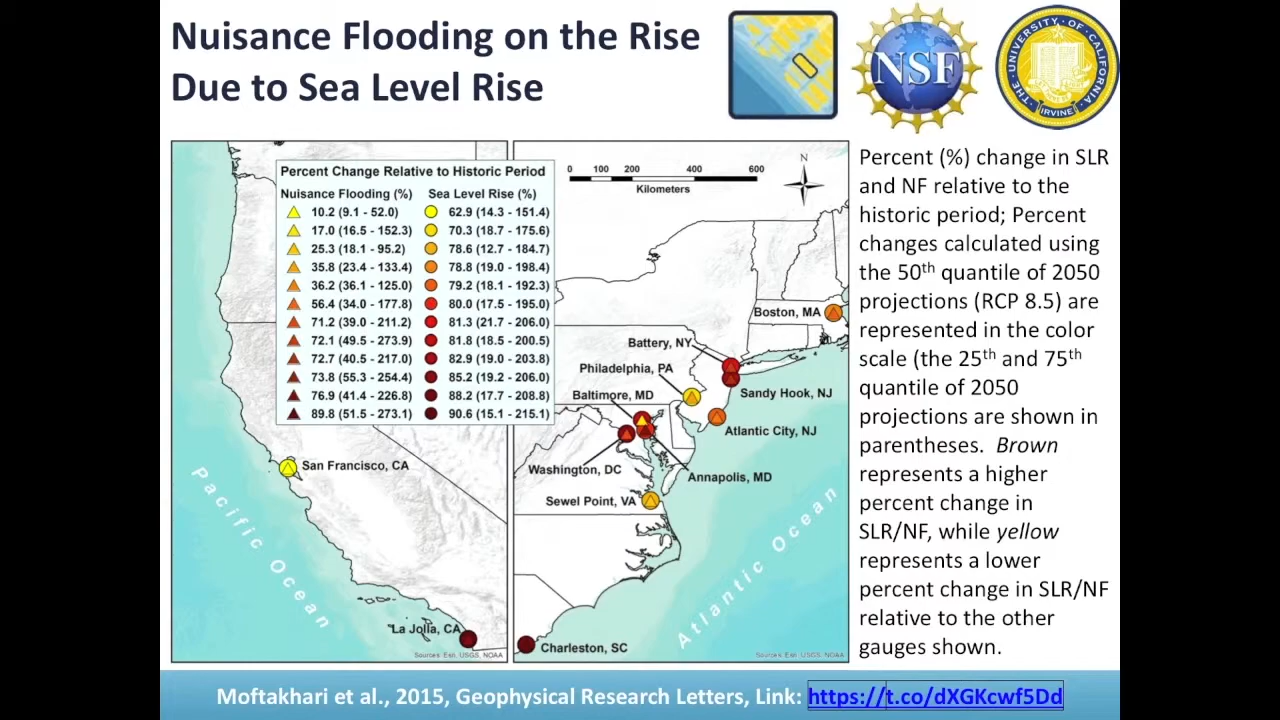 Nuisance Flooding on the Rise
Due to Sea Level Rise
NSF
THE UNIVERSITY OF CALIFORNIA
IRVINE
Percent Change Relative to Historic Period
Nuisance Flooding (%) Sea Level Rise (%)
10.2 (9.1 - 52.0) 62.9 (14.3 - 151.4)
17.0 (16.5 - 152.3) 70.3 (18.7 - 175.6)
25.3 (18.1 - 95.2) 78.6 (12.7 - 184.7)
35.8 (23.4 - 133.4) 78.8 (19.0 - 198.4)
36.2 (36.1 - 125.0) 79.2 (18.1 - 192.3)
56.4 (34.0 - 177.8) 80.0 (17.5 - 195.0)
71.2 (39.0 - 211.2) 81.3 (21.7 - 206.0)
72.1 (49.5 - 273.9) 81.8 (18.5 - 200.5)
72.7 (40.5 - 217.0) 82.9 (19.0 - 203.8)
73.8 (55.3 - 254.4) 85.2 (19.2 - 206.0)
76.9 (41.4 - 226.8) 88.2 (17.7 - 208.8)
89.8 (51.5 - 273.1) 90.6 (15.1 - 215.1)
San Francisco, CA
Pacific Ocean
La Jolla, CA
Sources: Esri, USGS, NOAA
0 100 200 400 600
Kilometers
N
Boston, MA
Battery, NY
Philadelphia, PA
Sandy Hook, NJ
Baltimore, MD
Atlantic City, NJ
Washington, DC
Annapolis, MD
Sewel Point, VA
Atlantic Ocean
Charleston, SC
Sources: Esri, USGS, NOAA
Percent (%) change in SLR
and NF relative to the
historic period; Percent
changes calculated using
the 50th quantile of 2050
projections (RCP 8.5) are
represented in the color
scale (the 25th and 75th
quantile of 2050
projections are shown in
parentheses. Brown
represents a higher
percent change in
SLR/NF, while yellow
represents a lower
percent change in SLR/NF
relative to the other
gauges shown.
Moftakhari et al., 2015, Geophysical Research Letters, Link: https://t.co/dXGKcwf5Dd